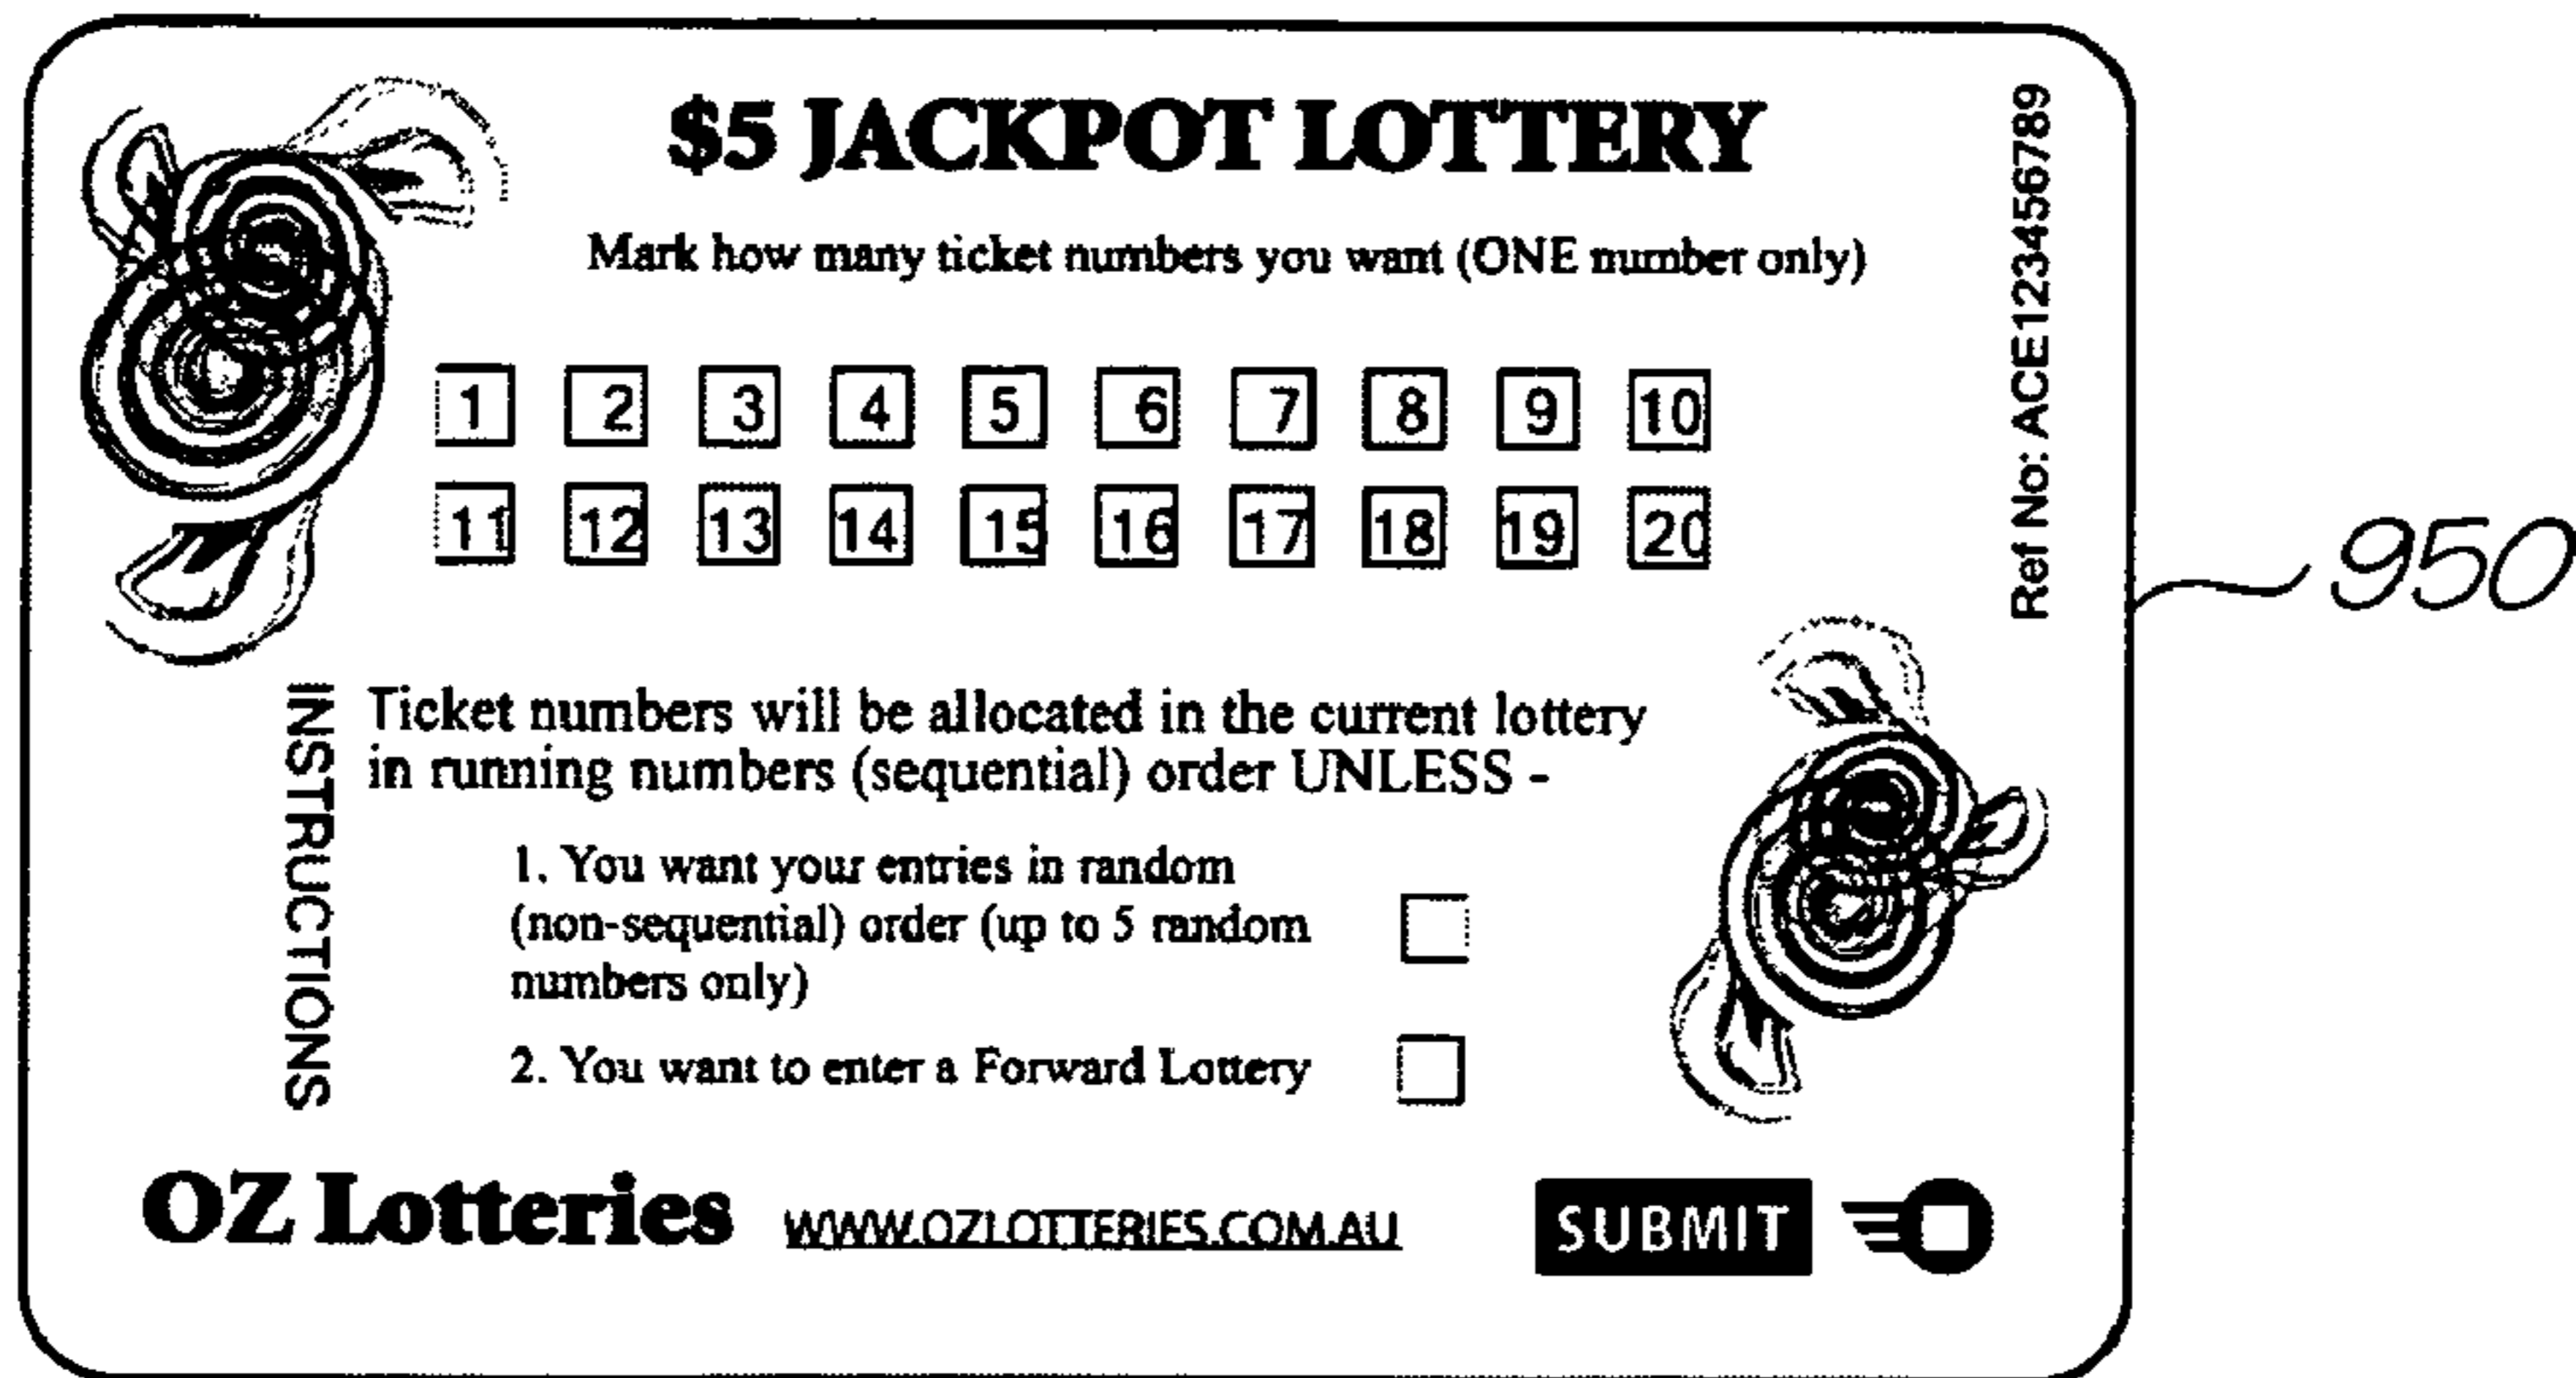 $5 JACKPOT LOTTERY
Mark how many ticket numbers you want (ONE number only)
1 2 3 4 5 6 7 8 9 10
11 12 13 14 15 16 17 18 19 20
Ref No: ACE123456789
950
INSTRUCTIONS
Ticket numbers will be allocated in the current lottery
in running numbers (sequential) order UNLESS -
1. You want your entries in random
(non-sequential) order (up to 5 random
numbers only)
2. You want to enter a Forward Lottery
OZ Lotteries
WWW.OZLOTTERIES.COM.AU
SUBMIT